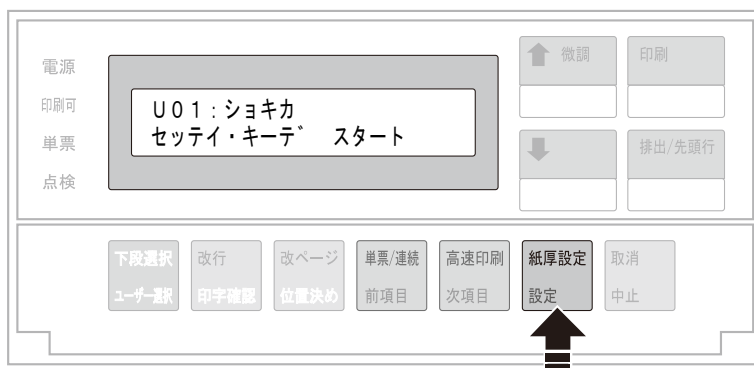 電源
印刷可
単票
点検
U01:ショキカ
セッテイ・キーデ゛ スタート
微調
印刷
排出/先頭行
下段選択
ユーザー選択
改行
印字確認
改ページ
位置決め
単票/連続
前項目
高速印刷
次項目
紙厚設定
設定
取消
中止